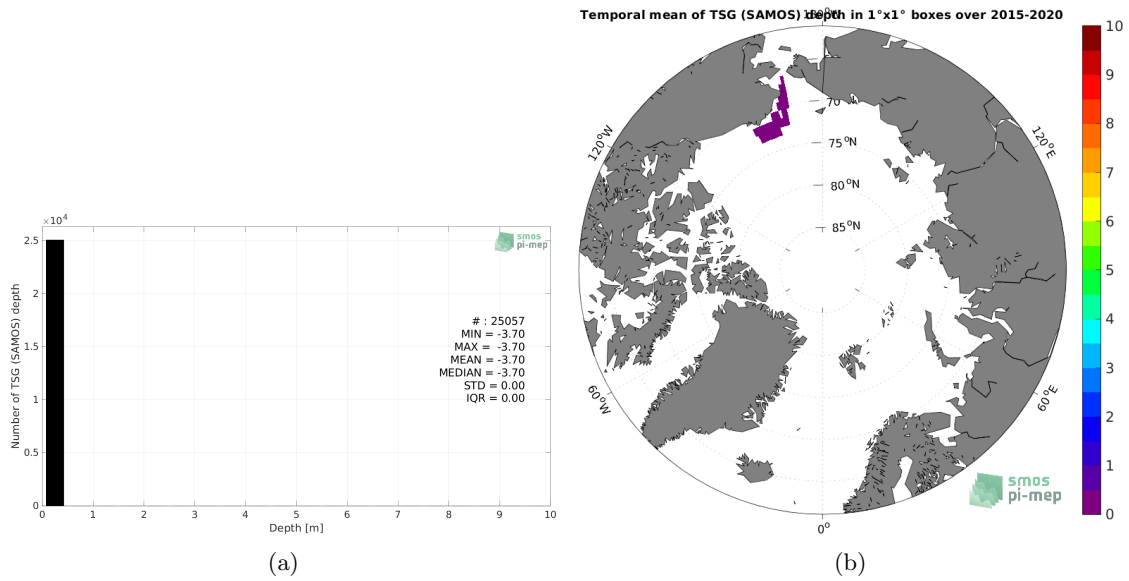 Temporal mean of TSG (SAMOS) depth in 1°x1° boxes over 2015-2020
×10⁴
2.5
2
1.5
1
0.5
0
Number of TSG (SAMOS) depth
smos
pi-mep
# : 25057
MIN = -3.70
MAX = -3.70
MEAN = -3.70
MEDIAN = -3.70
STD = 0.00
IQR = 0.00
0 1 2 3 4 5 6 7 8 9 10
Depth [m]
(a)
180°W
120°W
120°E
60°W
60°E
0°
75°N
80°N
85°N
70
smos
pi-mep
10
9
8
7
6
5
4
3
2
1
0
(b)